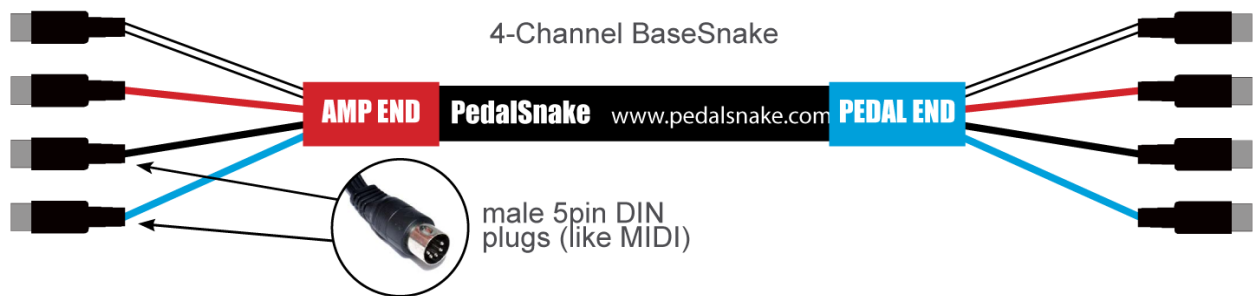 4-Channel BaseSnake
AMP END PedalSnake www.pedalsnake.com PEDAL END
male 5pin DIN
plugs (like MIDI)